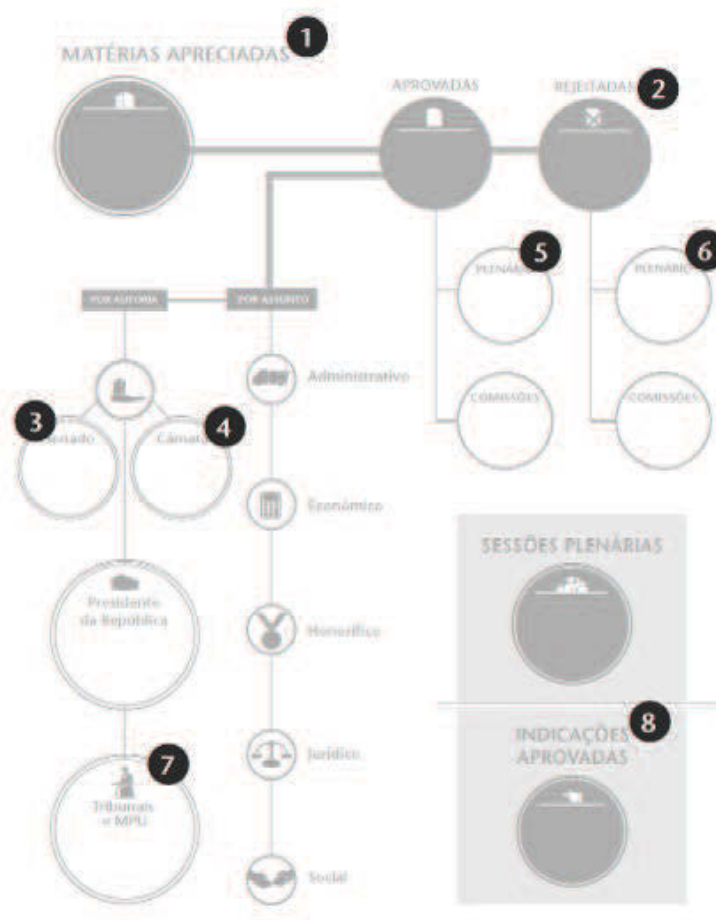 1
MATÉRIAS APRECIADAS
APROVADAS
REJEITADAS
2
5
PLENÁRIO
6
PLENÁRIO
POR AUTORIA
POR ASSUNTO
Administrativo
COMISSÕES
COMISSÕES
3
Senado
4
Câmara
Econômico
SESSÕES PLENÁRIAS
Presidente
da República
Honorífico
INDICAÇÕES
APROVADAS
8
7
Tribunais
e MPU
Jurídico
Social